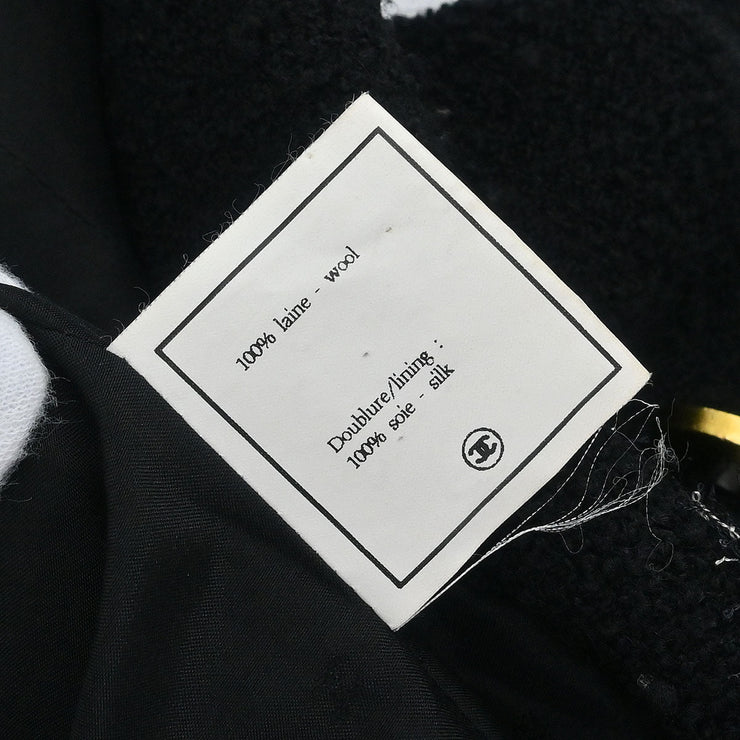 100% laine - wool
Doublure/lining :
100% soie - silk